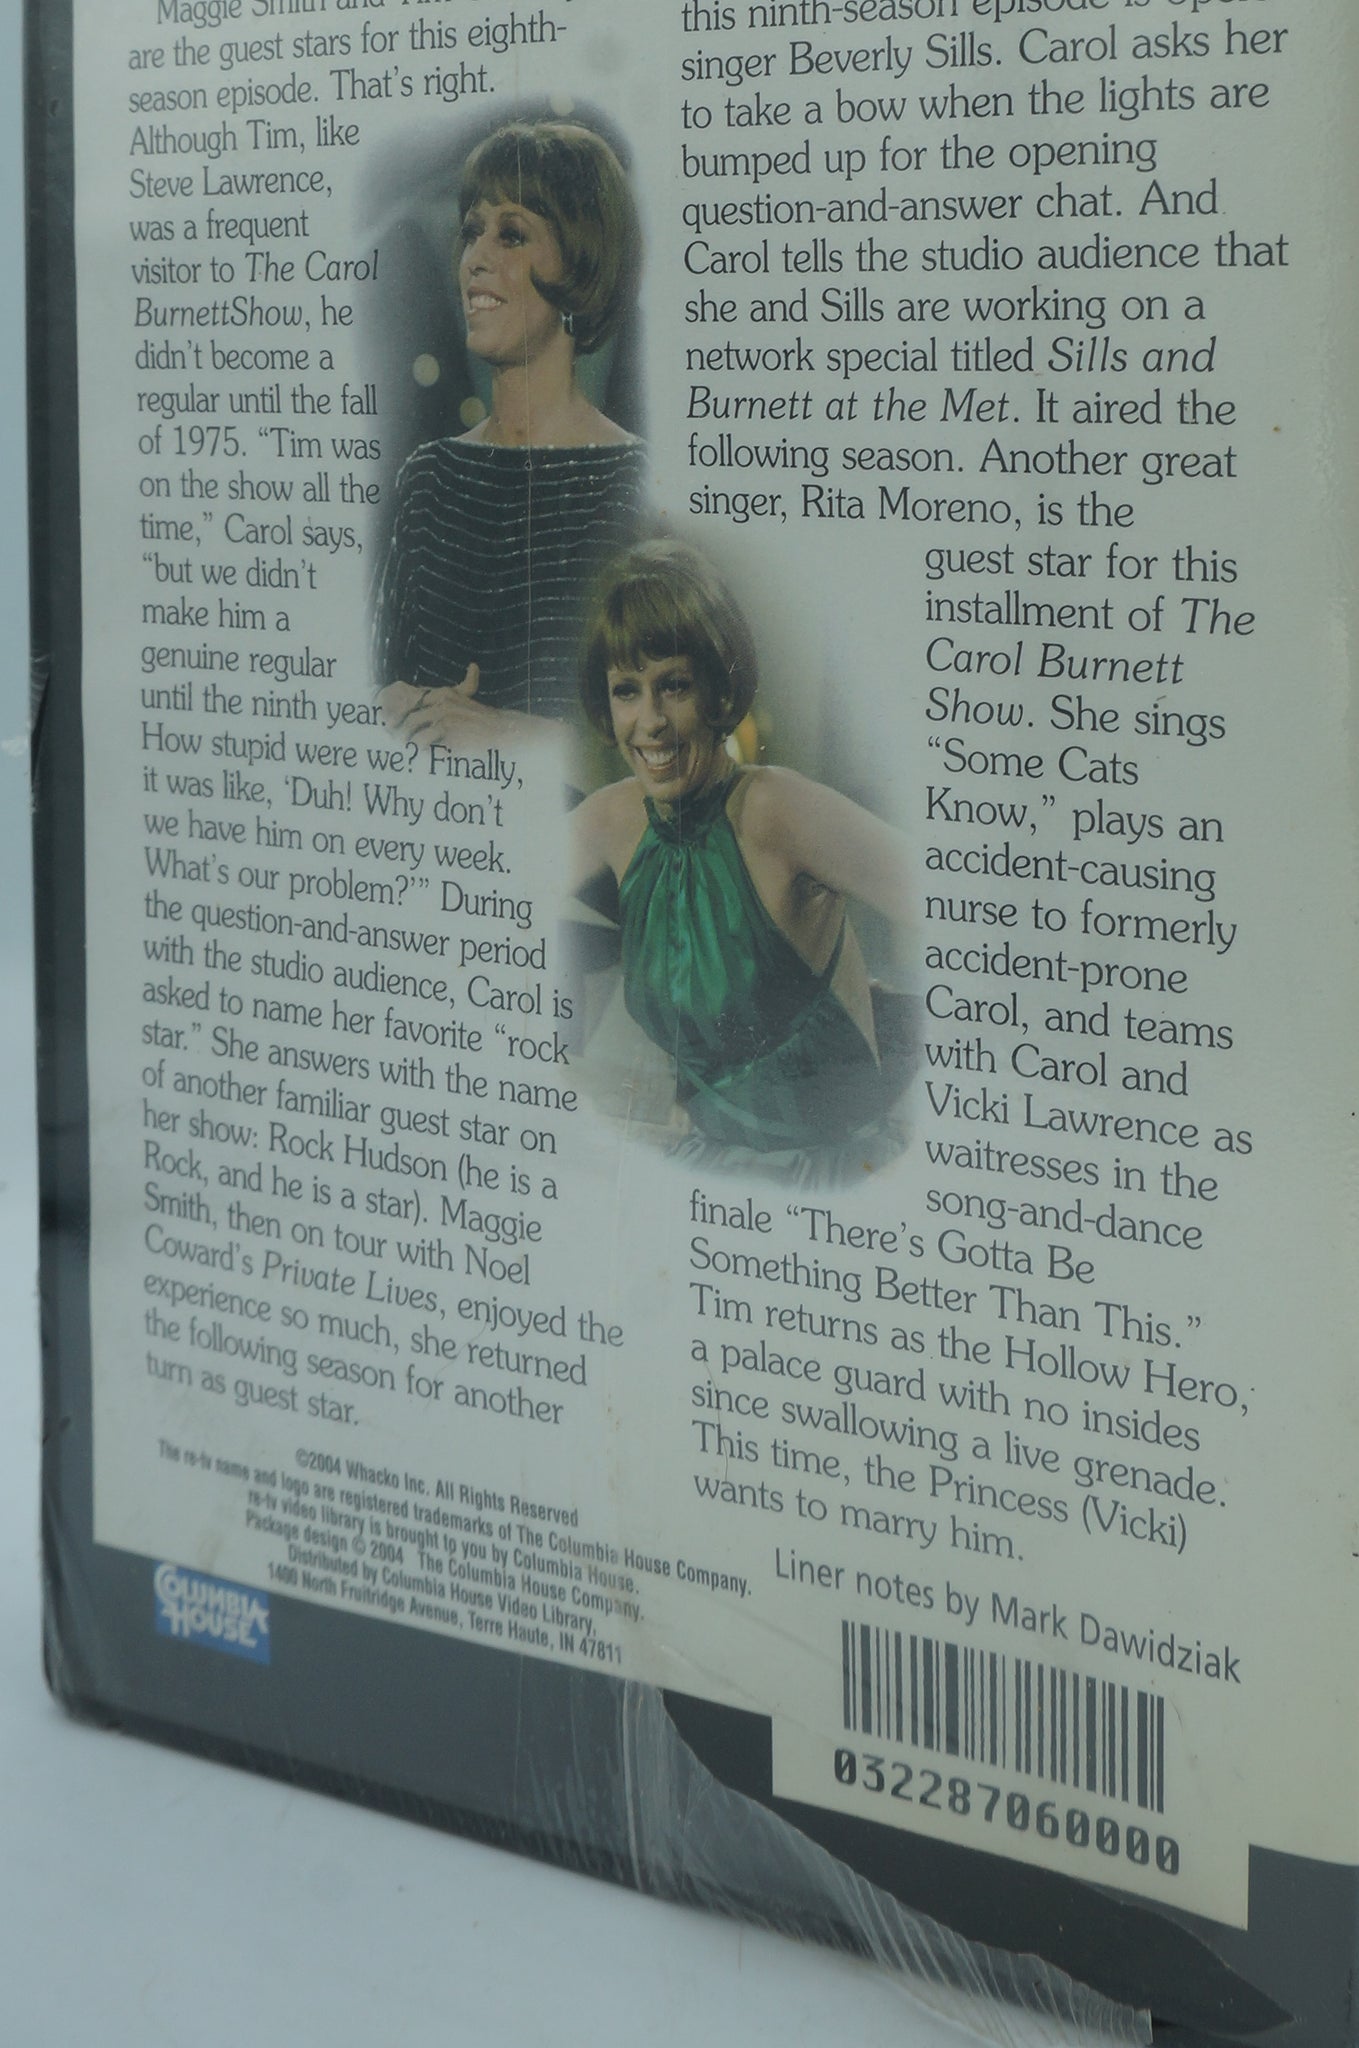 Maggie Smith and Tim
are the guest stars for this eighth-
season episode. That's right.
Although Tim, like
Steve Lawrence,
was a frequent
visitor to The Carol
BurnettShow, he
didn't become a
regular until the fall
of 1975. “Tim was
on the show all the
time,” Carol says,
“but we didn't
make him a
genuine regular
until the ninth year.
How stupid were we? Finally,
it was like, ‘Duh! Why don't
we have him on every week.
What's our problem?’” During
the question-and-answer period
with the studio audience, Carol is
asked to name her favorite “rock
star.” She answers with the name
of another familiar guest star on
her show: Rock Hudson (he is a
Rock, and he is a star). Maggie
Smith, then on tour with Noel
Coward's Private Lives, enjoyed the
experience so much, she returned
the following season for another
turn as guest star.
this ninth-season episode is
singer Beverly Sills. Carol asks her
to take a bow when the lights are
bumped up for the opening
question-and-answer chat. And
Carol tells the studio audience that
she and Sills are working on a
network special titled Sills and
Burnett at the Met. It aired the
following season. Another great
singer, Rita Moreno, is the
guest star for this
installment of The
Carol Burnett
Show. She sings
“Some Cats
Know,” plays an
accident-causing
nurse to formerly
accident-prone
Carol, and teams
with Carol and
Vicki Lawrence as
waitresses in the
song-and-dance
finale “There's Gotta Be
Something Better Than This.”
Tim returns as the Hollow Hero,
a palace guard with no insides
since swallowing a live grenade.
This time, the Princess (Vicki)
wants to marry him.
Liner notes by Mark Dawidziak
©2004 Whacko Inc. All Rights Reserved
The re-tv name and logo are registered trademarks of The Columbia House Company.
re-tv video library is brought to you by Columbia House.
Package design © 2004 The Columbia House Company.
Distributed by Columbia House Video Library,
1400 North Fruitridge Avenue, Terre Haute, IN 47811
COLUMBIA
HOUSE
032287060000